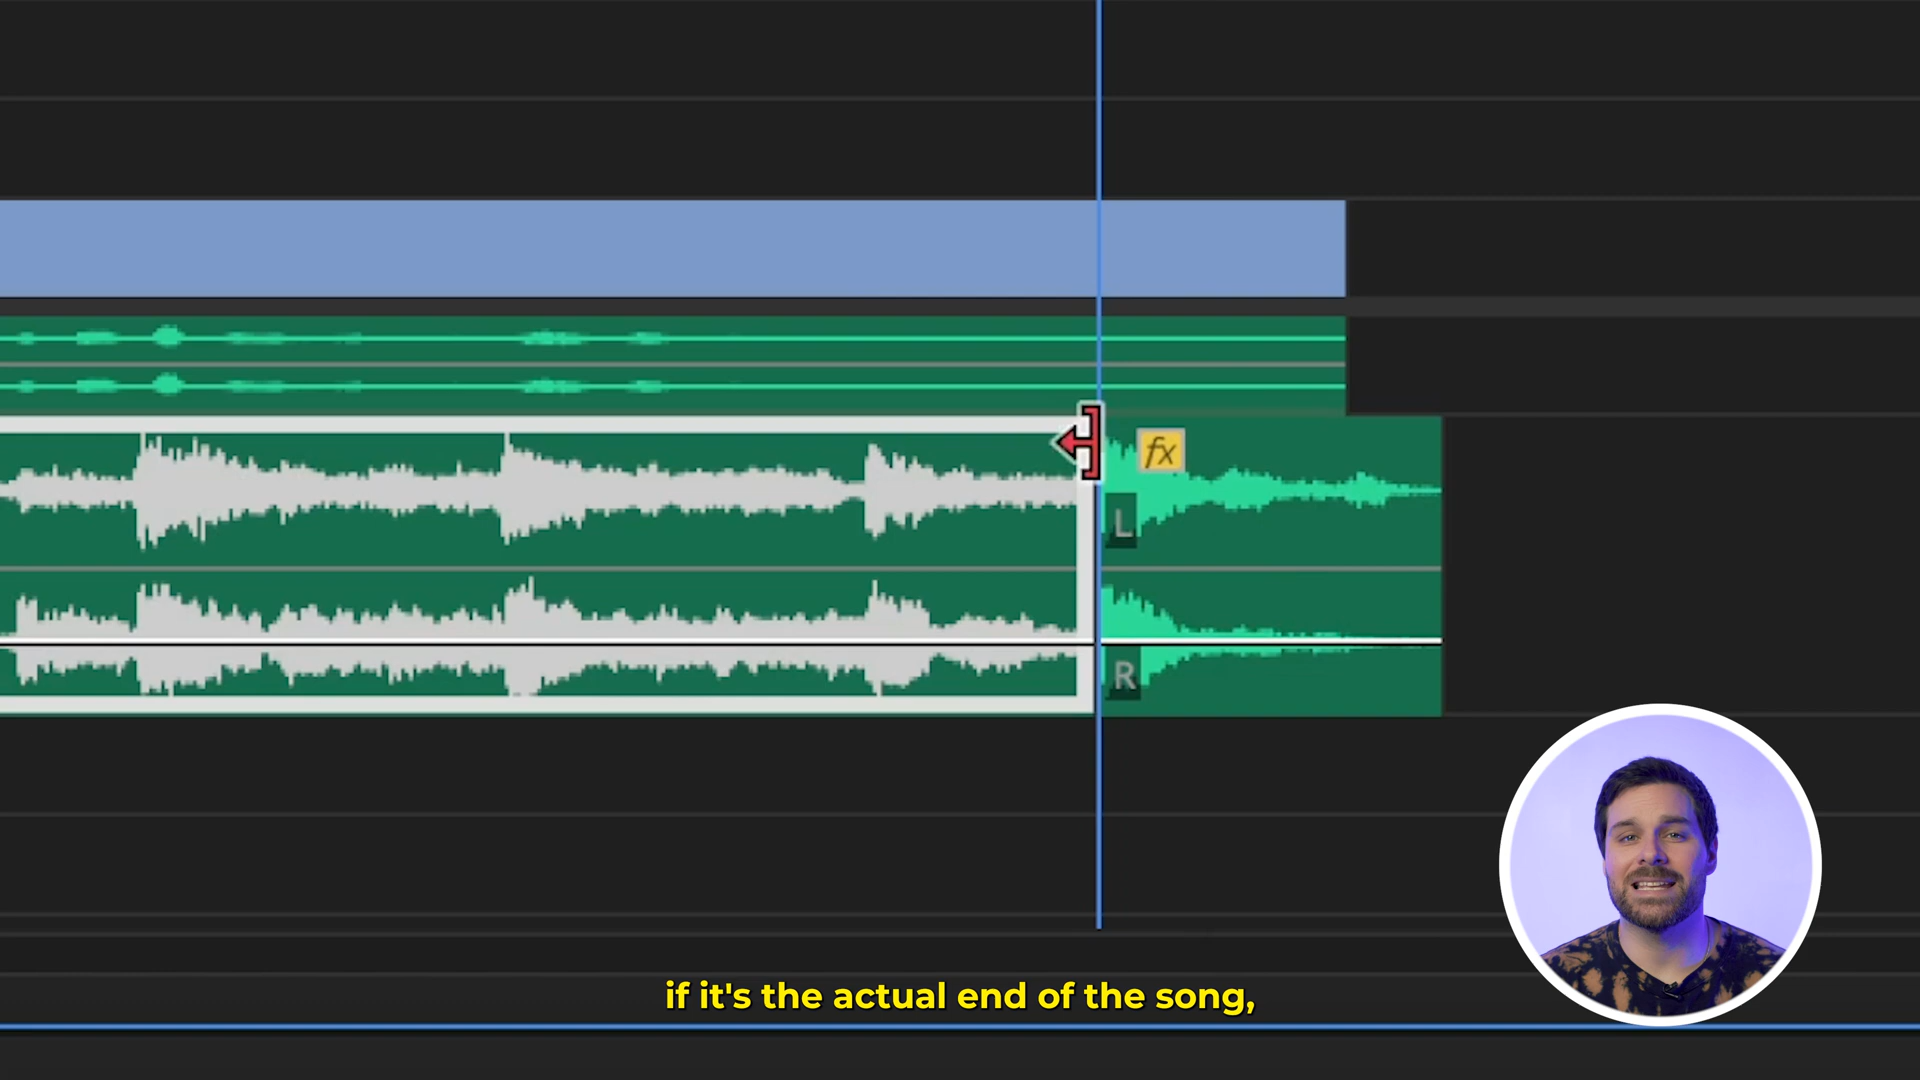 fx
L
R
if it's the actual end of the song,